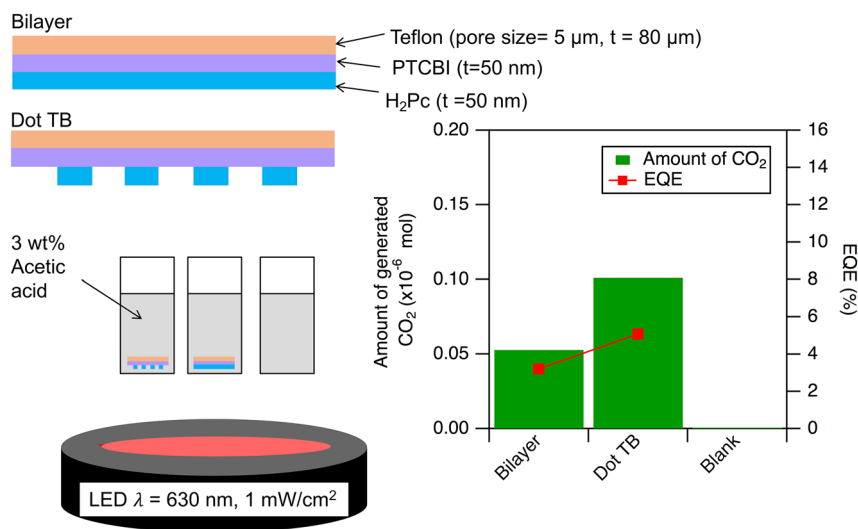 Bilayer
Teflon (pore size= 5 μm, t = 80 μm)
PTCBI (t=50 nm)
H₂Pc (t =50 nm)
Dot TB
3 wt%
Acetic
acid
LED λ = 630 nm, 1 mW/cm²
Amount of generated
CO₂ (x10⁻⁶ mol)
0.20
0.15
0.10
0.05
0.00
Amount of CO₂
EQE
16
14
12
10
8
6
4
2
0
EQE (%)
Bilayer
Dot TB
Blank